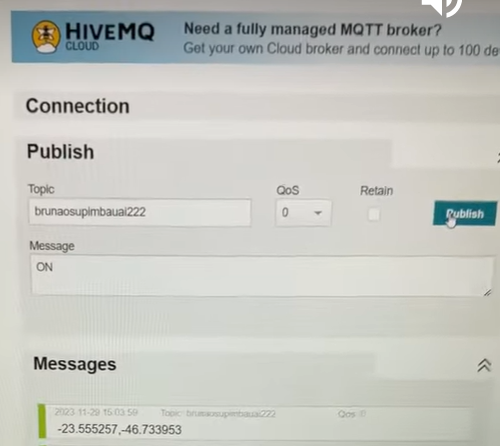 HIVEMQ
CLOUD
Need a fully managed MQTT broker?
Get your own Cloud broker and connect up to 100 de
Connection
Publish
Topic
QoS
Retain
brunaosupimbauai222
0
Publish
Message
ON
Messages
2023-11-29 15:03:59 Topic: brunaosupimbauai222 Qos: 0
-23.555257,-46.733953